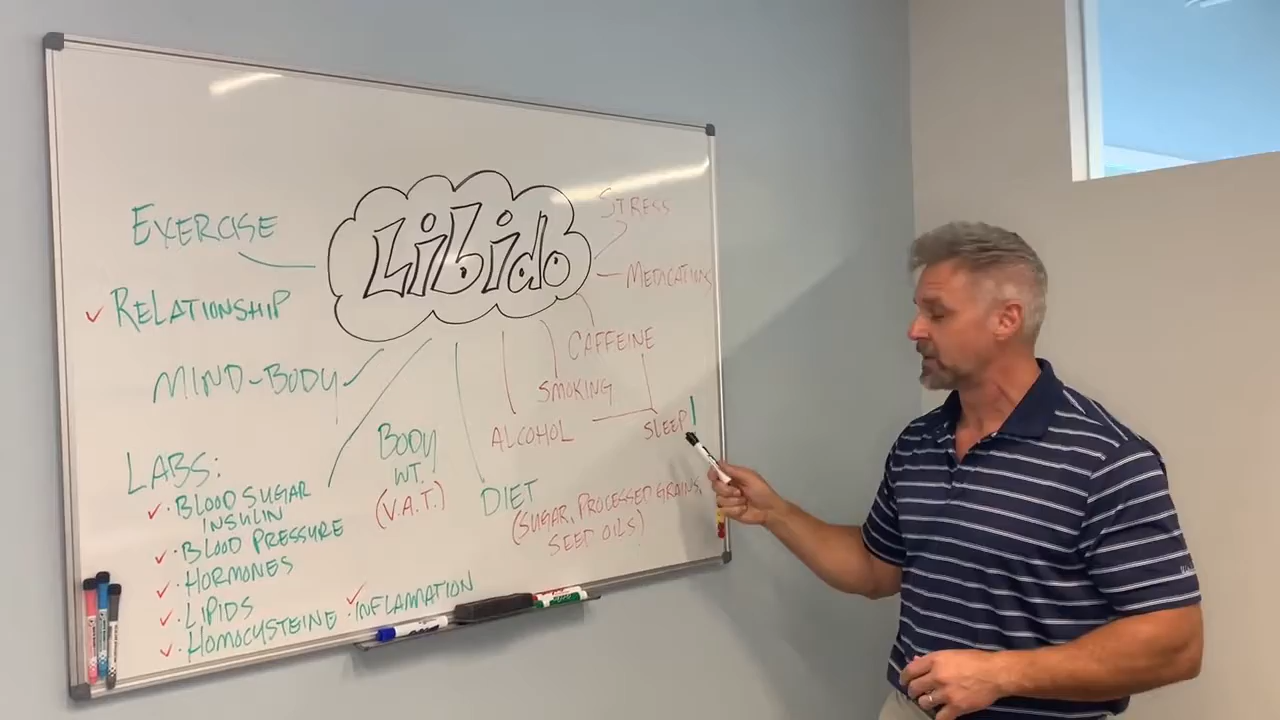 Libido
EXERCISE
✓ RELATIONSHIP
MIND-BODY
LABS:
✓ · BLOOD SUGAR
INSULIN
✓ · BLOOD PRESSURE
✓ · HORMONES
✓ · LIPIDS
✓ · HOMOCYSTEINE
✓ · INFLAMMATION
BODY
WT.
(V.A.T.)
DIET
(SUGAR, PROCESSED GRAINS,
SEED OILS)
ALCOHOL
SMOKING
CAFFEINE
SLEEP
MEDICATIONS
STRESS